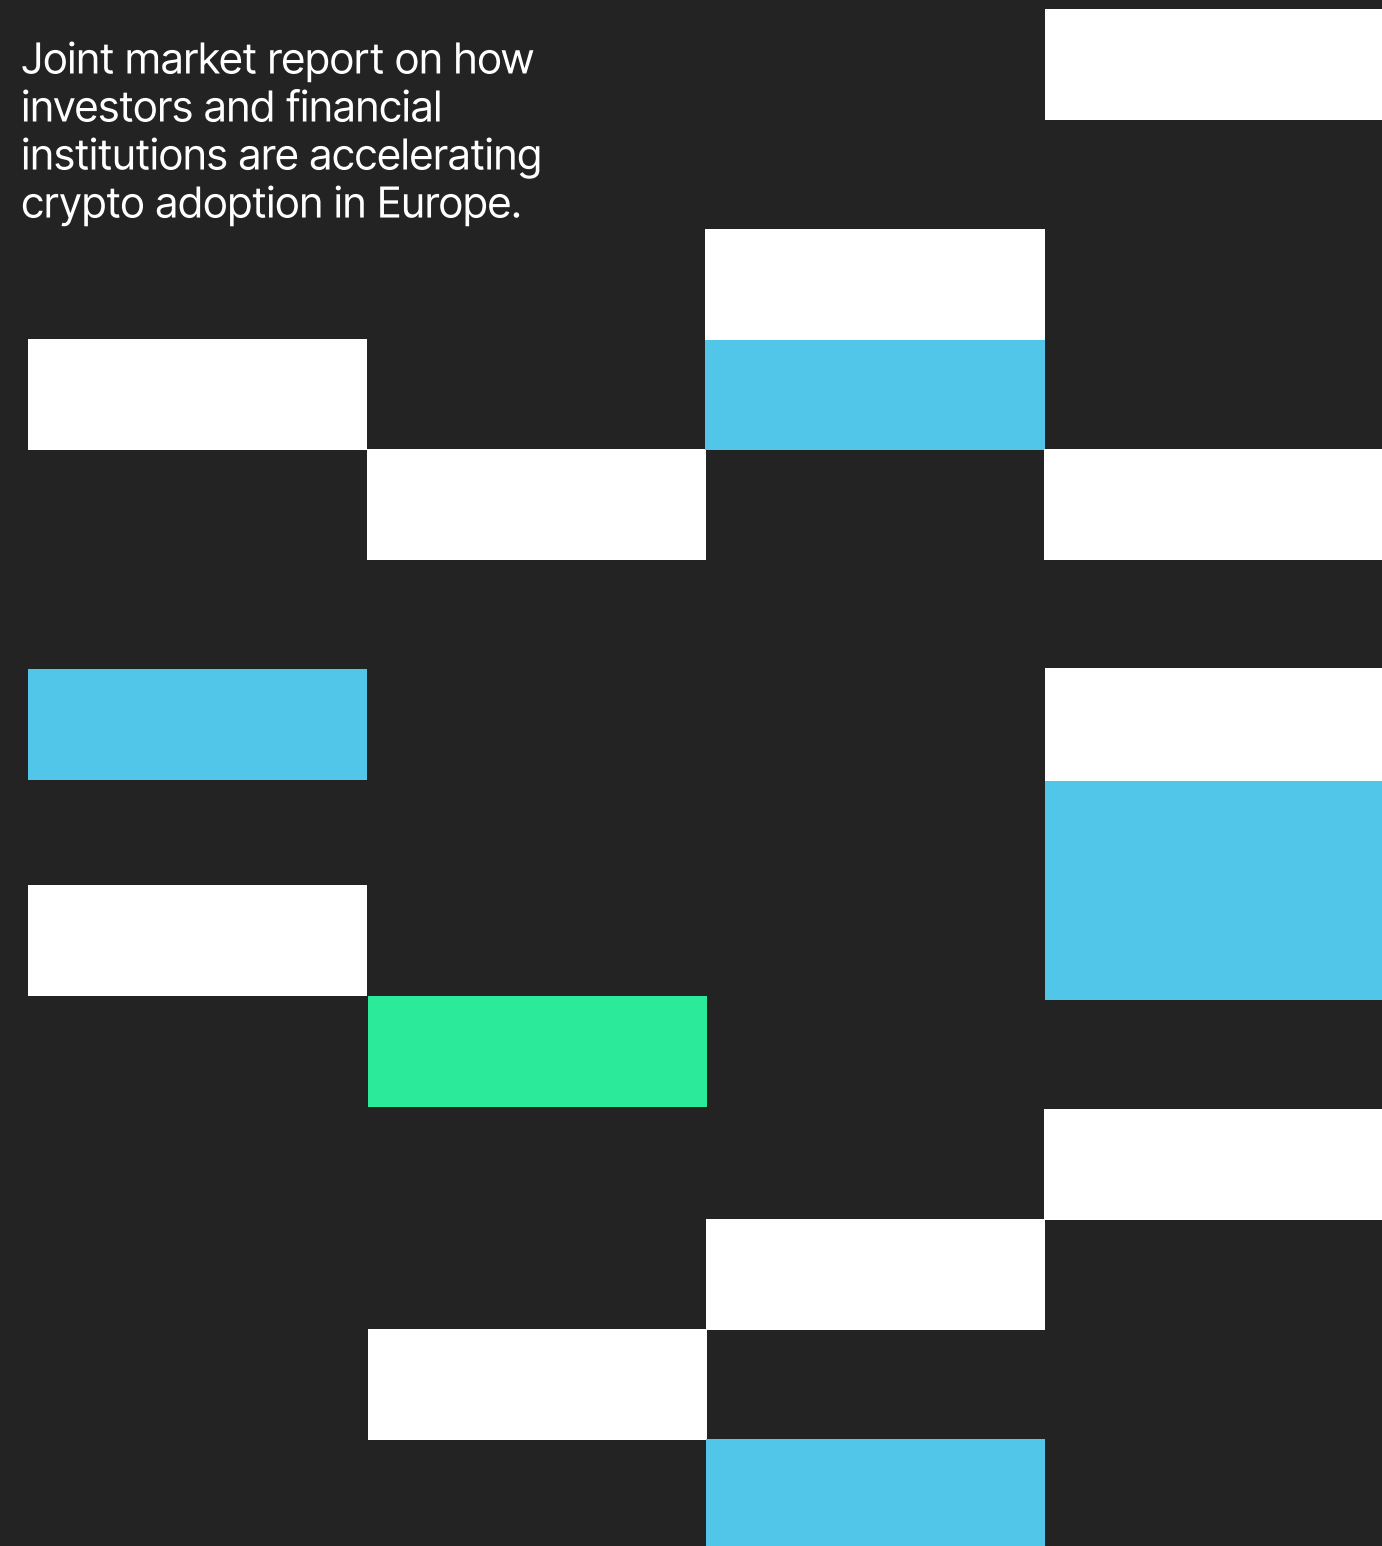 Joint market report on how
investors and financial
institutions are accelerating
crypto adoption in Europe.